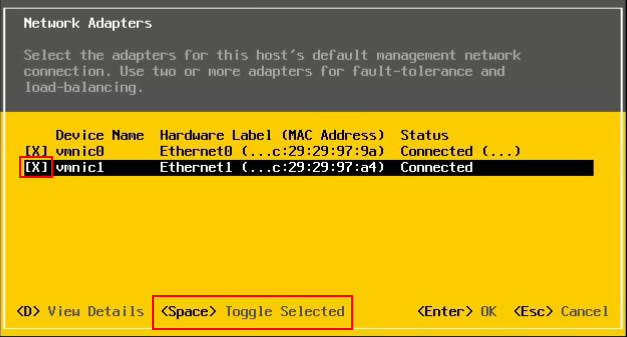 Network Adapters
Select the adapters for this host's default management network
connection. Use two or more adapters for fault-tolerance and
load-balancing.
Device Name Hardware Label (MAC Address) Status
[X] vmnic0 Ethernet0 (...c:29:29:97:9a) Connected (...)
[X] vmnic1 Ethernet1 (...c:29:29:97:a4) Connected
<D> View Details <Space> Toggle Selected <Enter> OK <Esc> Cancel